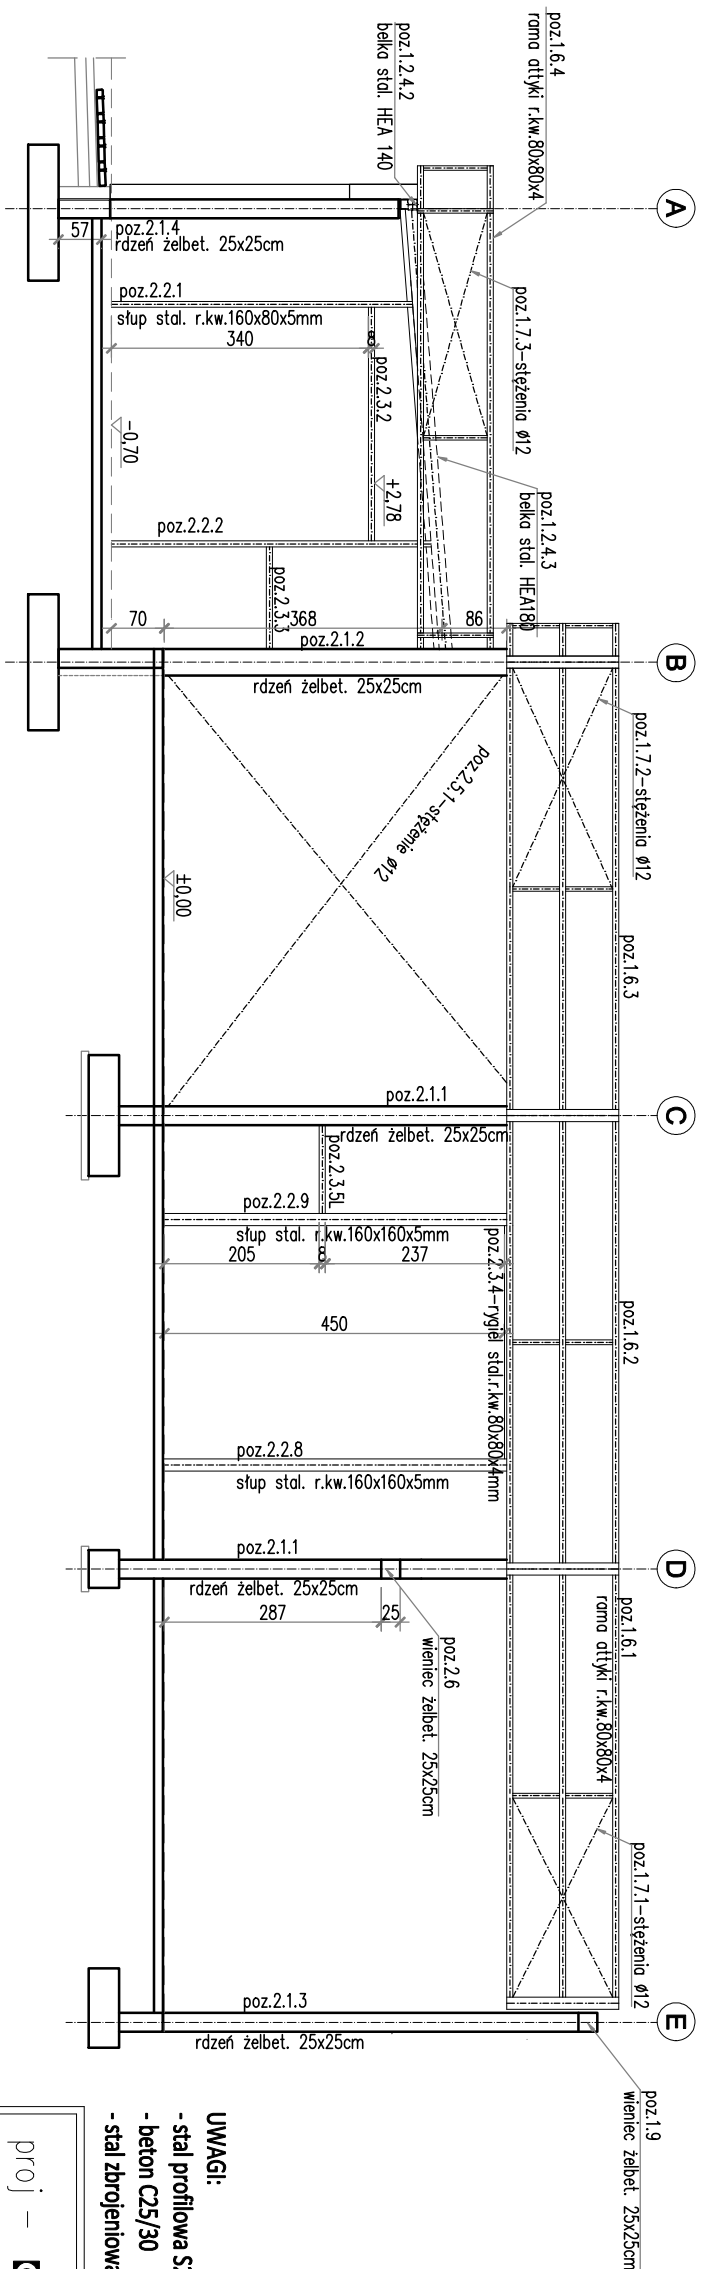 A
B
C
D
E
poz.1.6.4
rama attyki r.kw.80x80x4
poz.1.2.4.2
belka stal. HEA 140
poz.1.7.3-stężenia ø12
poz.1.2.4.3
belka stal. HEA180
57
poz.2.1.4
rdzeń żelbet. 25x25cm
poz.2.2.1
słup stal. r.kw.160x80x5mm
340
8
poz.2.3.2
-0,70
+2,78
poz.2.2.2
poz.2.3.3
70
368
86
poz.2.1.2
rdzeń żelbet. 25x25cm
poz.1.7.2-stężenia ø12
poz.2.5.1-stężenie ø12
±0,00
poz.1.6.3
poz.2.1.1
rdzeń żelbet. 25x25cm
poz.2.3.5L
poz.2.2.9
słup stal. r.kw.160x160x5mm
205
8
237
poz.2.3.4-rygiel stal.r.kw.80x80x4mm
450
poz.1.6.2
poz.2.2.8
słup stal. r.kw.160x160x5mm
poz.2.1.1
rdzeń żelbet. 25x25cm
287
25
poz.2.6
wieniec żelbet. 25x25cm
poz.1.6.1
rama attyki r.kw.80x80x4
poz.1.7.1-stężenia ø12
poz.2.1.3
rdzeń żelbet. 25x25cm
poz.1.9
wieniec żelbet. 25x25cm
UWAGI:
- stal profilowa
- beton C25/30
- stal zbrojeniowa
proj -